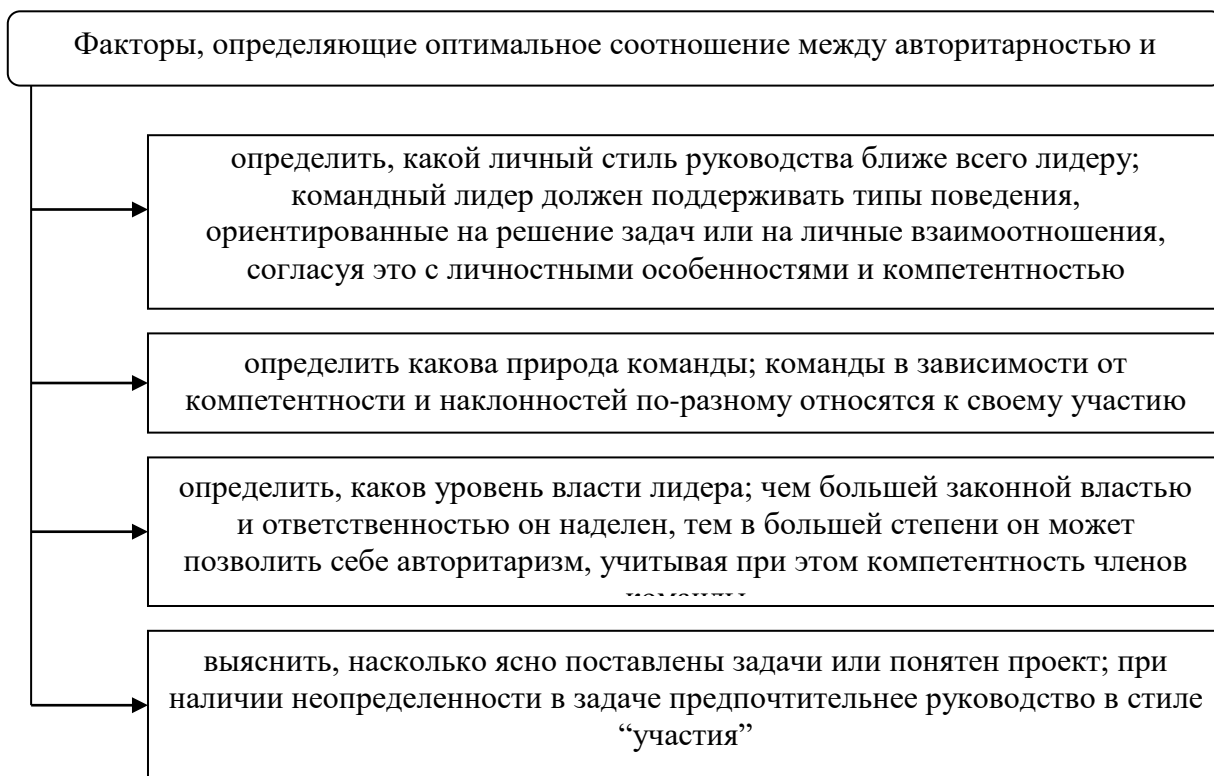 Факторы, определяющие оптимальное соотношение между авторитарностью и
определить, какой личный стиль руководства ближе всего лидеру;
командный лидер должен поддерживать типы поведения,
ориентированные на решение задач или на личные взаимоотношения,
согласуя это с личностными особенностями и компетентностью
определить какова природа команды; команды в зависимости от
компетентности и наклонностей по-разному относятся к своему участию
определить, каков уровень власти лидера; чем большей законной властью
и ответственностью он наделен, тем в большей степени он может
позволить себе авторитаризм, учитывая при этом компетентность членов
команды
выяснить, насколько ясно поставлены задачи или понятен проект; при
наличии неопределенности в задаче предпочтительнее руководство в стиле
“участия”